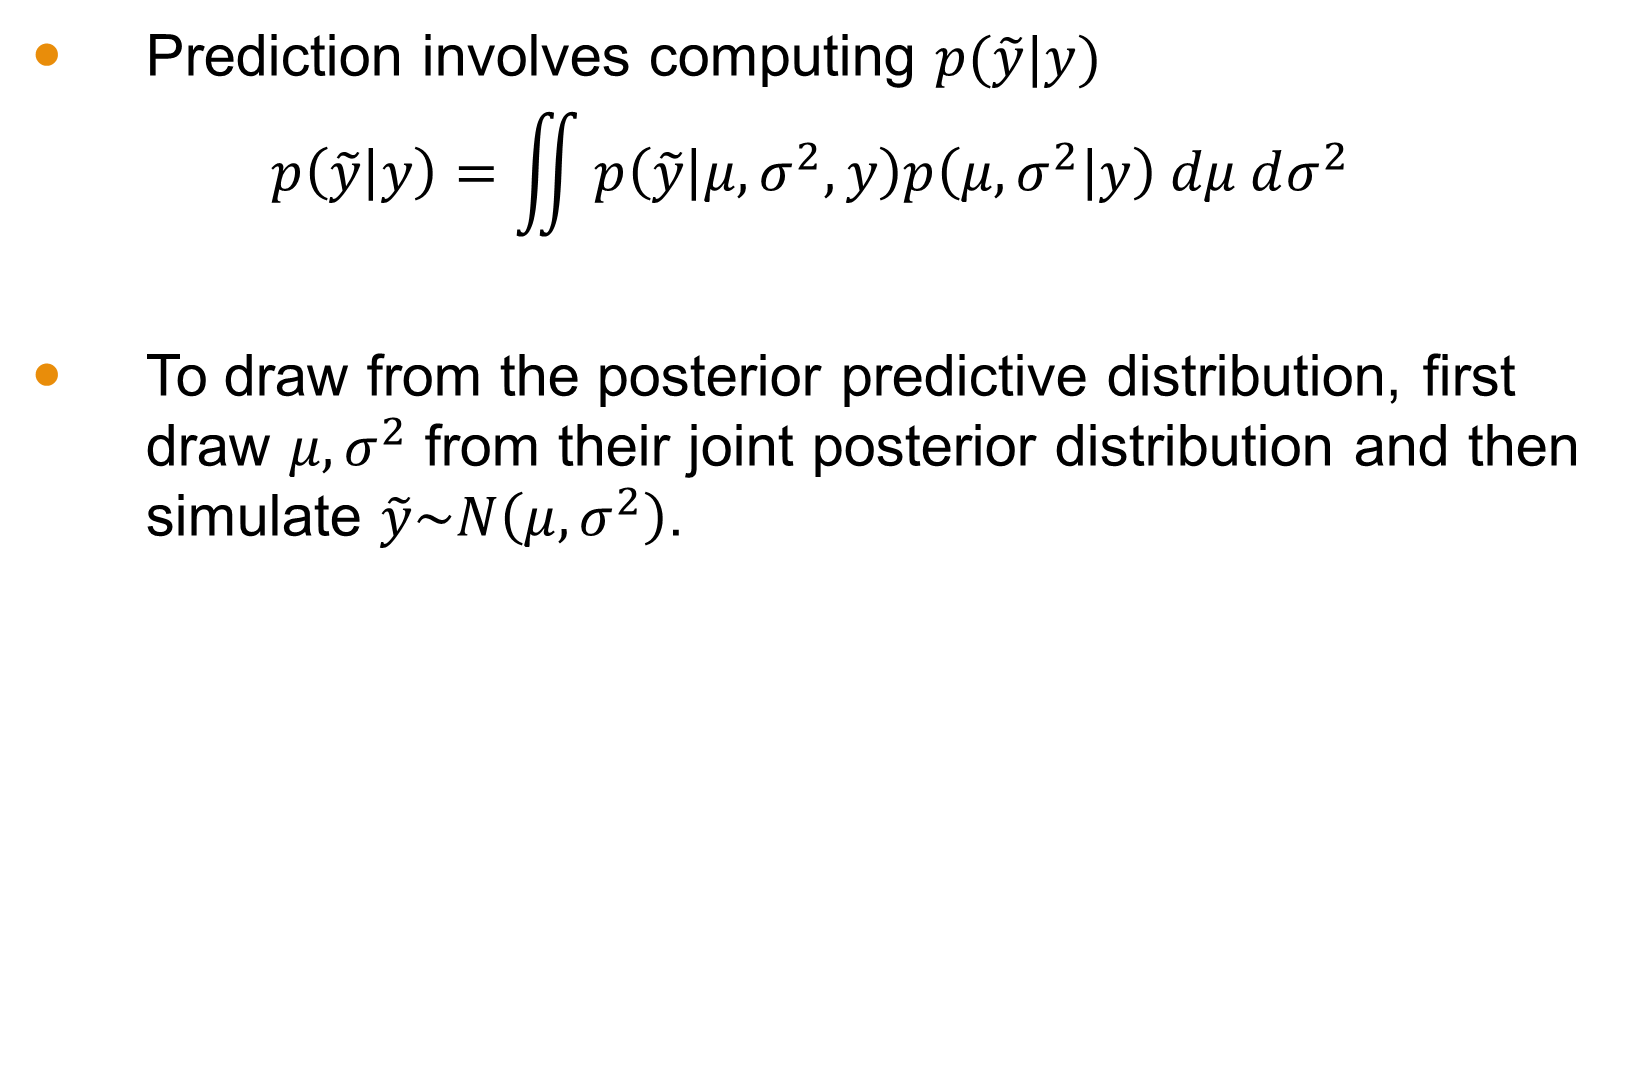 • Prediction involves computing 𝑝(ỹ|𝑦)
𝑝(ỹ|𝑦) = ∬ 𝑝(ỹ|𝜇, 𝜎², 𝑦)𝑝(𝜇, 𝜎²|𝑦) 𝑑𝜇 𝑑𝜎²
• To draw from the posterior predictive distribution, first
draw 𝜇, 𝜎² from their joint posterior distribution and then
simulate ỹ~𝑁(𝜇, 𝜎²).